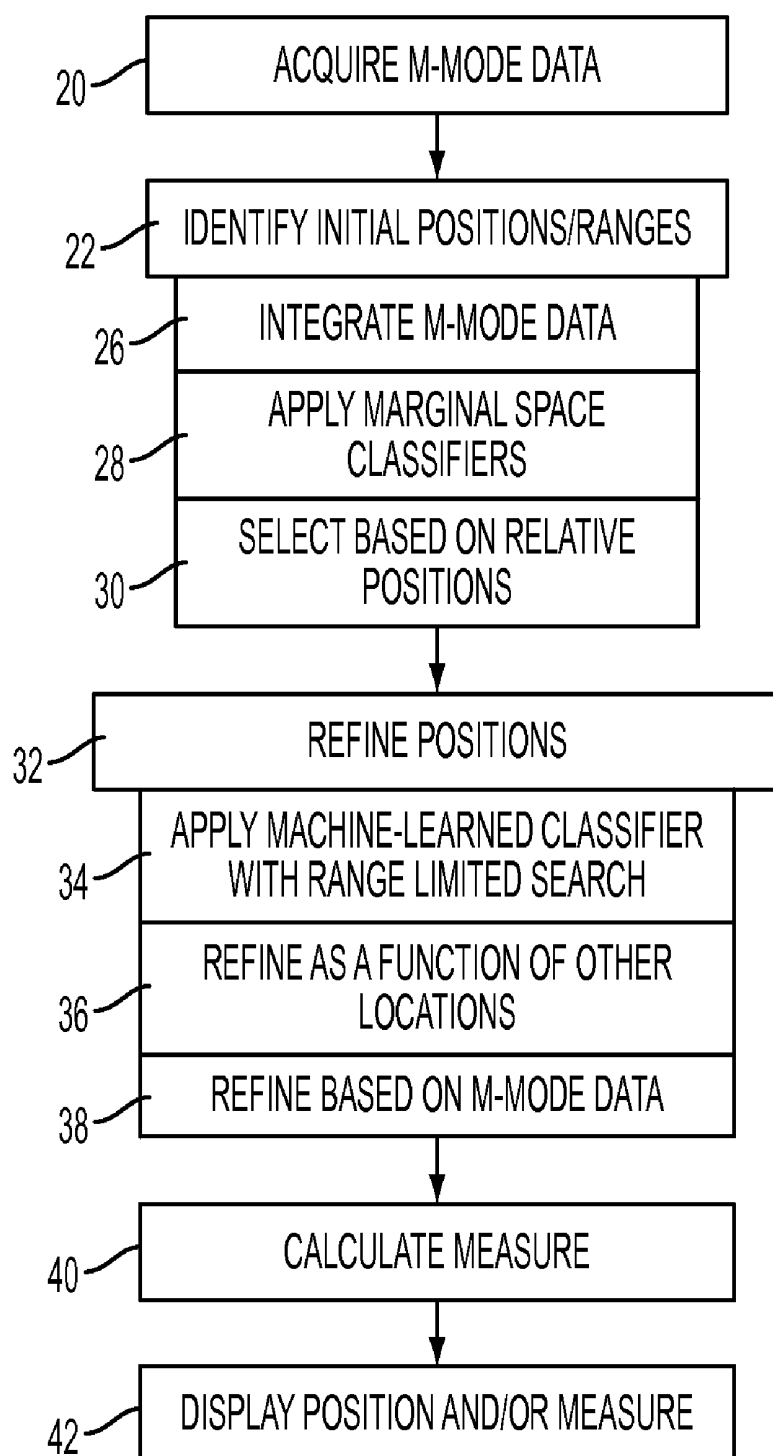 20
ACQUIRE M-MODE DATA
22
IDENTIFY INITIAL POSITIONS/RANGES
26
INTEGRATE M-MODE DATA
28
APPLY MARGINAL SPACE
CLASSIFIERS
30
SELECT BASED ON RELATIVE
POSITIONS
32
REFINE POSITIONS
34
APPLY MACHINE-LEARNED CLASSIFIER
WITH RANGE LIMITED SEARCH
36
REFINE AS A FUNCTION OF OTHER
LOCATIONS
38
REFINE BASED ON M-MODE DATA
40
CALCULATE MEASURE
42
DISPLAY POSITION AND/OR MEASURE